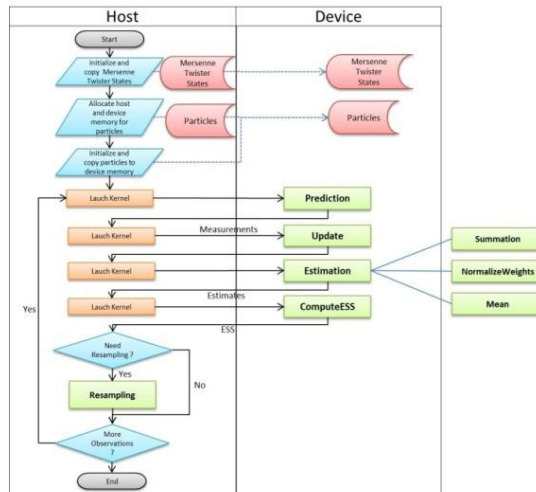 Host
Device
Start
Initialize and
copy Mersenne
Twister States
Mersenne
Twister
States
Mersenne
Twister
States
Allocate host
and device
memory for
particles
Particles
Particles
Initialize and
copy particles to
device memory
Lauch Kernel
Prediction
Measurements
Lauch Kernel
Update
Summation
Lauch Kernel
Estimation
NormalizeWeights
Estimates
Mean
Lauch Kernel
ComputeESS
Yes
ESS
Need
Resampling ?
Yes
No
Resampling
More
Observations
?
End